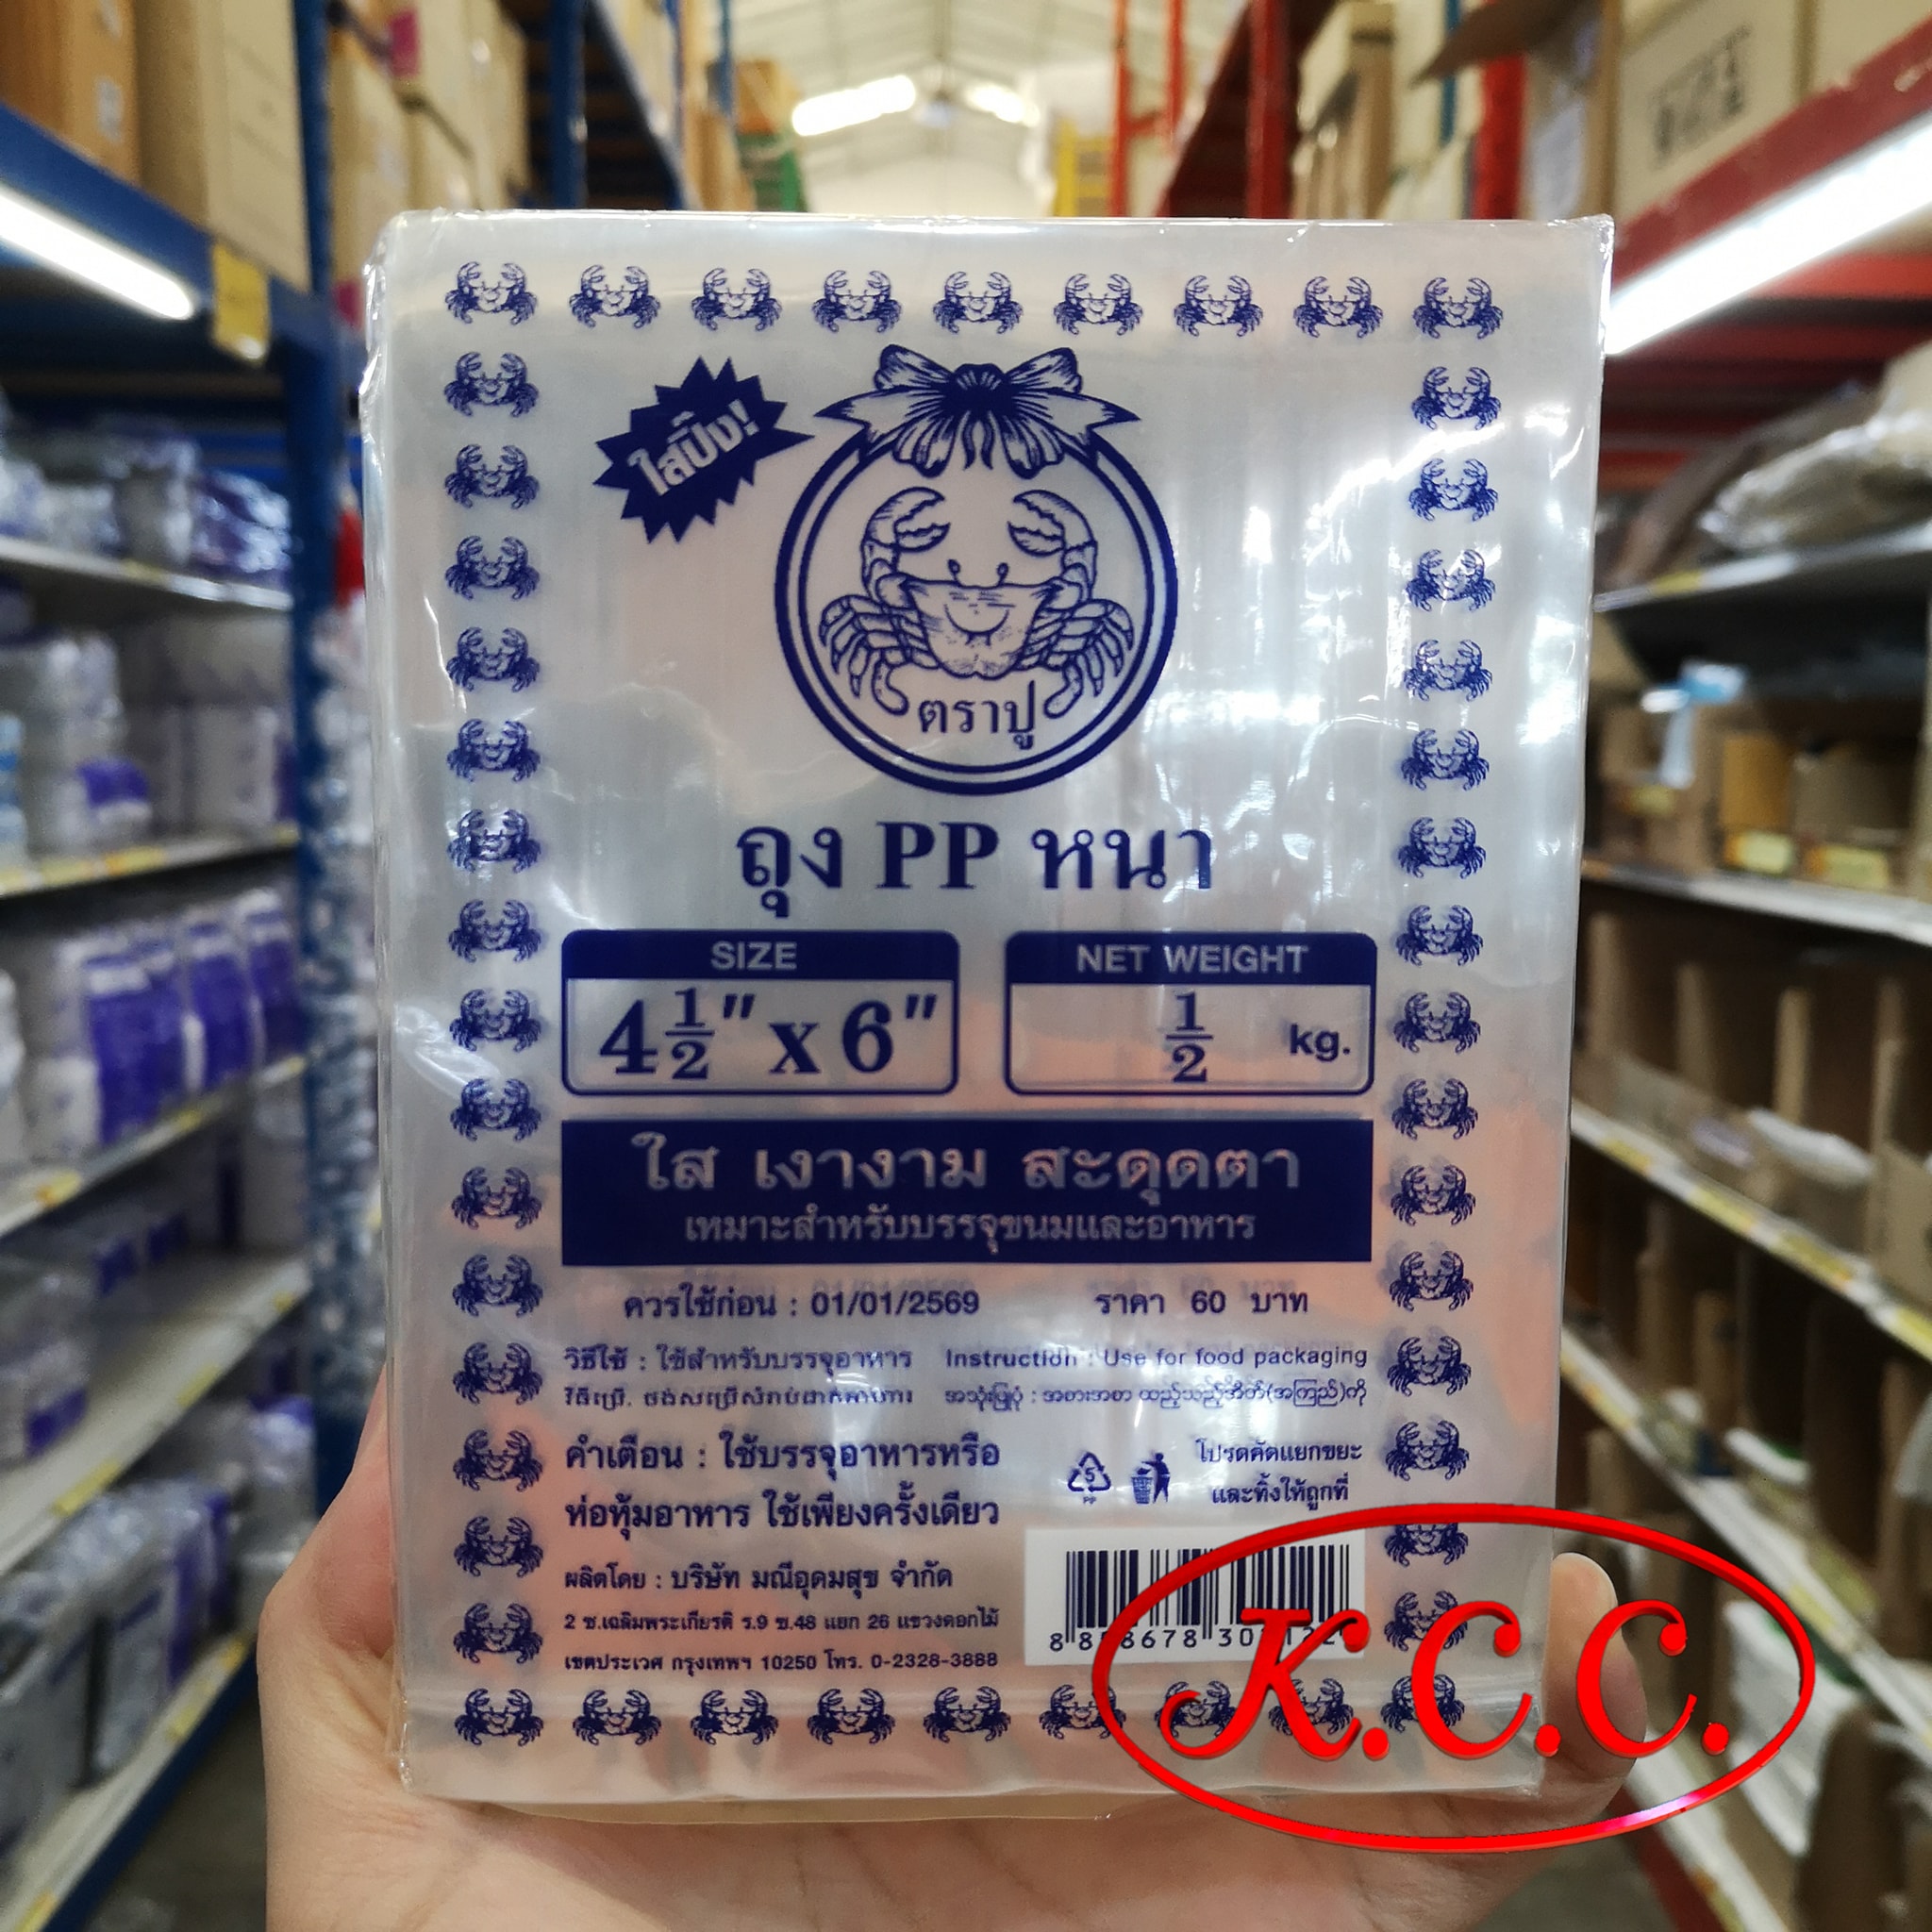 ใสปิ๊ง!
ตราปู
ถุง PP หนา
SIZE
4 1/2" x 6"
NET WEIGHT
1/2 kg.
ใส เงางาม สะดุดตา
เหมาะสำหรับบรรจุขนมและอาหาร
ควรใช้ก่อน : 01/01/2569 ราคา 60 บาท
วิธีใช้ : ใช้สำหรับบรรจุอาหาร
Instruction : Use for food packaging
คำเตือน : ใช้บรรจุอาหารหรือ
ห่อหุ้มอาหาร ใช้เพียงครั้งเดียว
5
PP
โปรดคัดแยกขยะ
และทิ้งให้ถูกที่
ผลิตโดย : บริษัท มณีอุดมสุข จำกัด
2 ซ.เฉลิมพระเกียรติ ร.9 ซ.48 แยก 26 แขวงดอกไม้
เขตประเวศ กรุงเทพฯ 10250 โทร. 0-2328-3888
K.C.C.